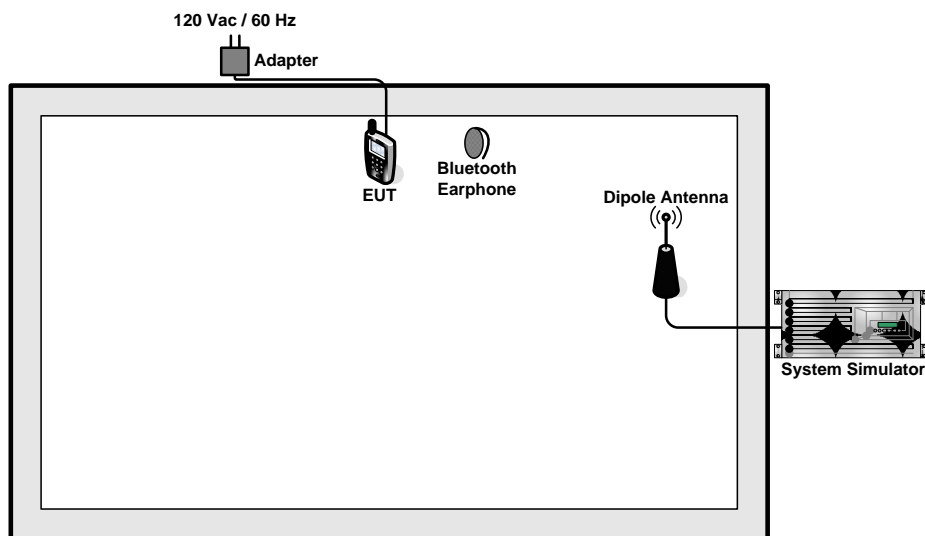 120 Vac / 60 Hz
Adapter
EUT
Bluetooth
Earphone
Dipole Antenna
System Simulator